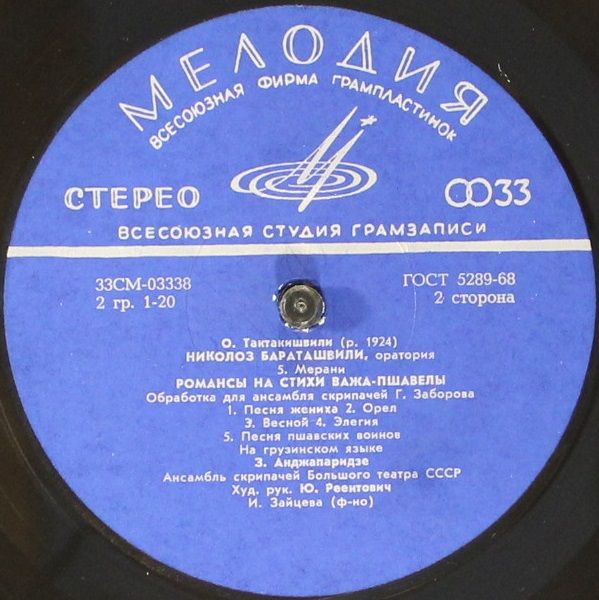 МЕЛОДИЯ
ВСЕСОЮЗНАЯ ФИРМА ГРАМПЛАСТИНОК
СТЕРЕО
33
ВСЕСОЮЗНАЯ СТУДИЯ ГРАМЗАПИСИ
33СМ-03338
ГОСТ 5289-68
2 гр. 1-20
2 сторона
О. Тактакишвили (р. 1924)
НИКОЛОЗ БАРАТАШВИЛИ, оратория
5. Мерани
РОМАНСЫ НА СТИХИ ВАЖА-ПШАВЕЛЫ
Обработка для ансамбля скрипачей Г. Заборова
1. Песня жениха 2. Орел
3. Весной 4. Элегия
5. Песня пшавских воинов
На грузинском языке
З. Анджапаридзе
Ансамбль скрипачей Большого театра СССР
Худ. рук. Ю. Реентович
И. Зайцева (ф-но)